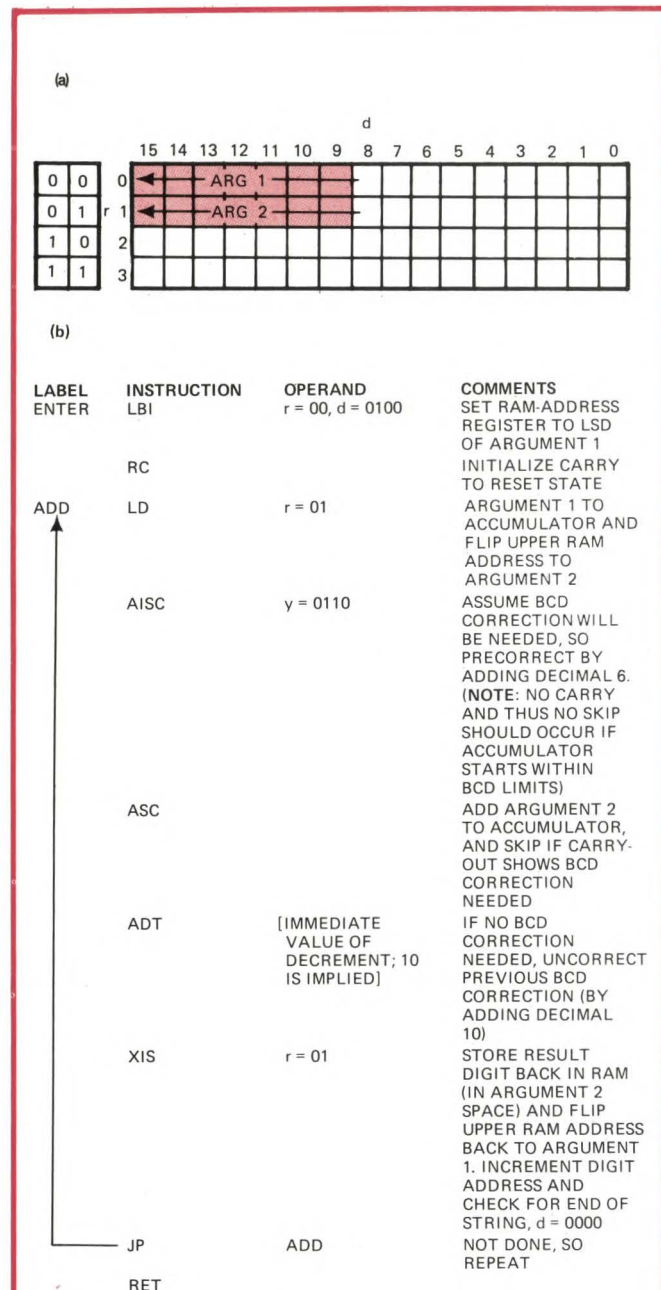 (a)
d
15 14 13 12 11 10 9 8 7 6 5 4 3 2 1 0
0 0 0 ARG 1
0 1 r 1 ARG 2
1 0 2
1 1 3
(b)
LABEL INSTRUCTION OPERAND COMMENTS
ENTER LBI r = 00, d = 0100 SET RAM-ADDRESS
REGISTER TO LSD
OF ARGUMENT 1
RC INITIALIZE CARRY
TO RESET STATE
ADD LD r = 01 ARGUMENT 1 TO
ACCUMULATOR AND
FLIP UPPER RAM
ADDRESS TO
ARGUMENT 2
AISC y = 0110 ASSUME BCD
CORRECTION WILL
BE NEEDED, SO
PRECORRECT BY
ADDING DECIMAL 6.
(NOTE: NO CARRY
AND THUS NO SKIP
SHOULD OCCUR IF
ACCUMULATOR
STARTS WITHIN
BCD LIMITS)
ASC ADD ARGUMENT 2
TO ACCUMULATOR,
AND SKIP IF CARRY-
OUT SHOWS BCD
CORRECTION
NEEDED
ADT [IMMEDIATE IF NO BCD
VALUE OF CORRECTION
DECREMENT; 10 NEEDED, UNCORRECT
IS IMPLIED] PREVIOUS BCD
CORRECTION (BY
ADDING DECIMAL
10)
XIS r = 01 STORE RESULT
DIGIT BACK IN RAM
(IN ARGUMENT 2
SPACE) AND FLIP
UPPER RAM ADDRESS
BACK TO ARGUMENT
1. INCREMENT DIGIT
ADDRESS AND
CHECK FOR END OF
STRING, d = 0000
JP ADD NOT DONE, SO
REPEAT
RET